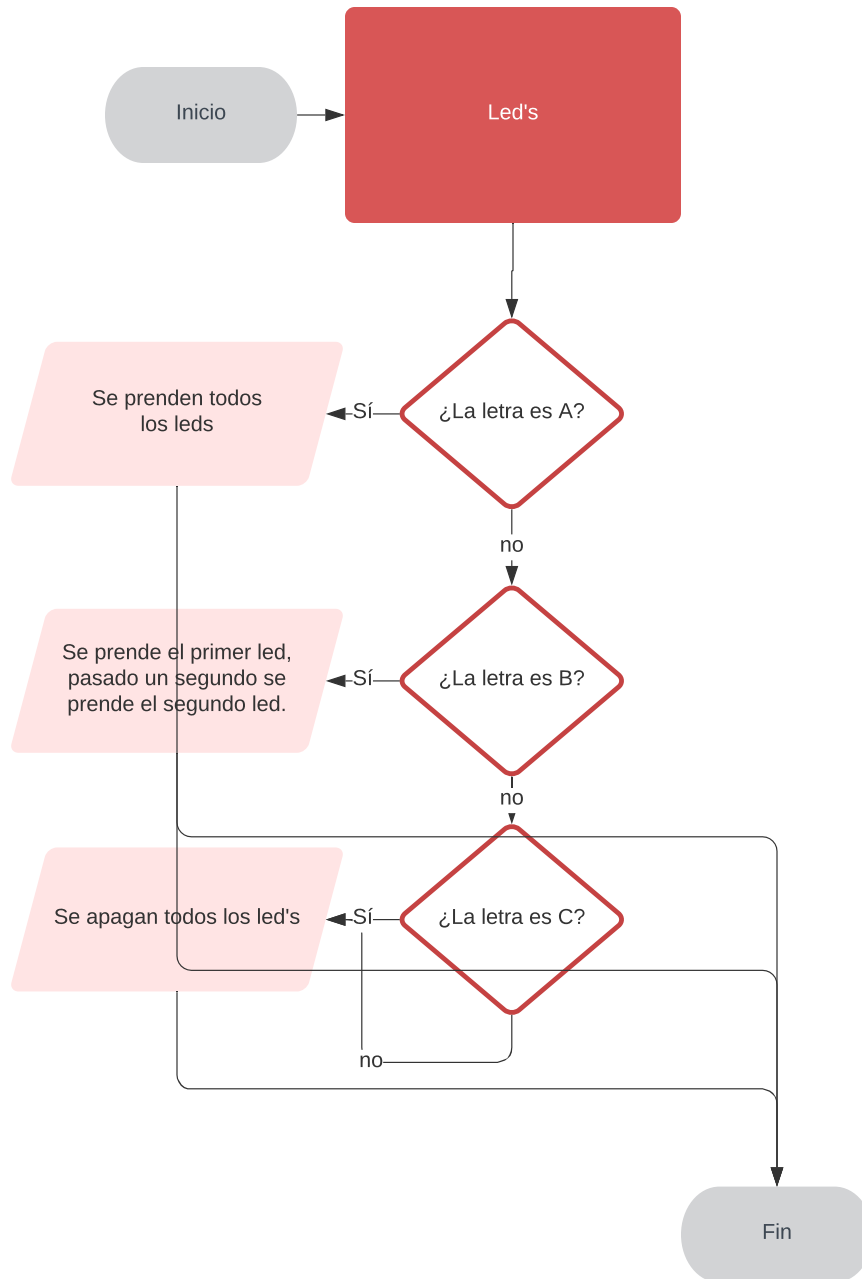 Inicio
Led's
¿La letra es A?
Sí
Se prenden todos
los leds
no
¿La letra es B?
Sí
Se prende el primer led,
pasado un segundo se
prende el segundo led.
no
¿La letra es C?
Sí
Se apagan todos los led's
no
Fin